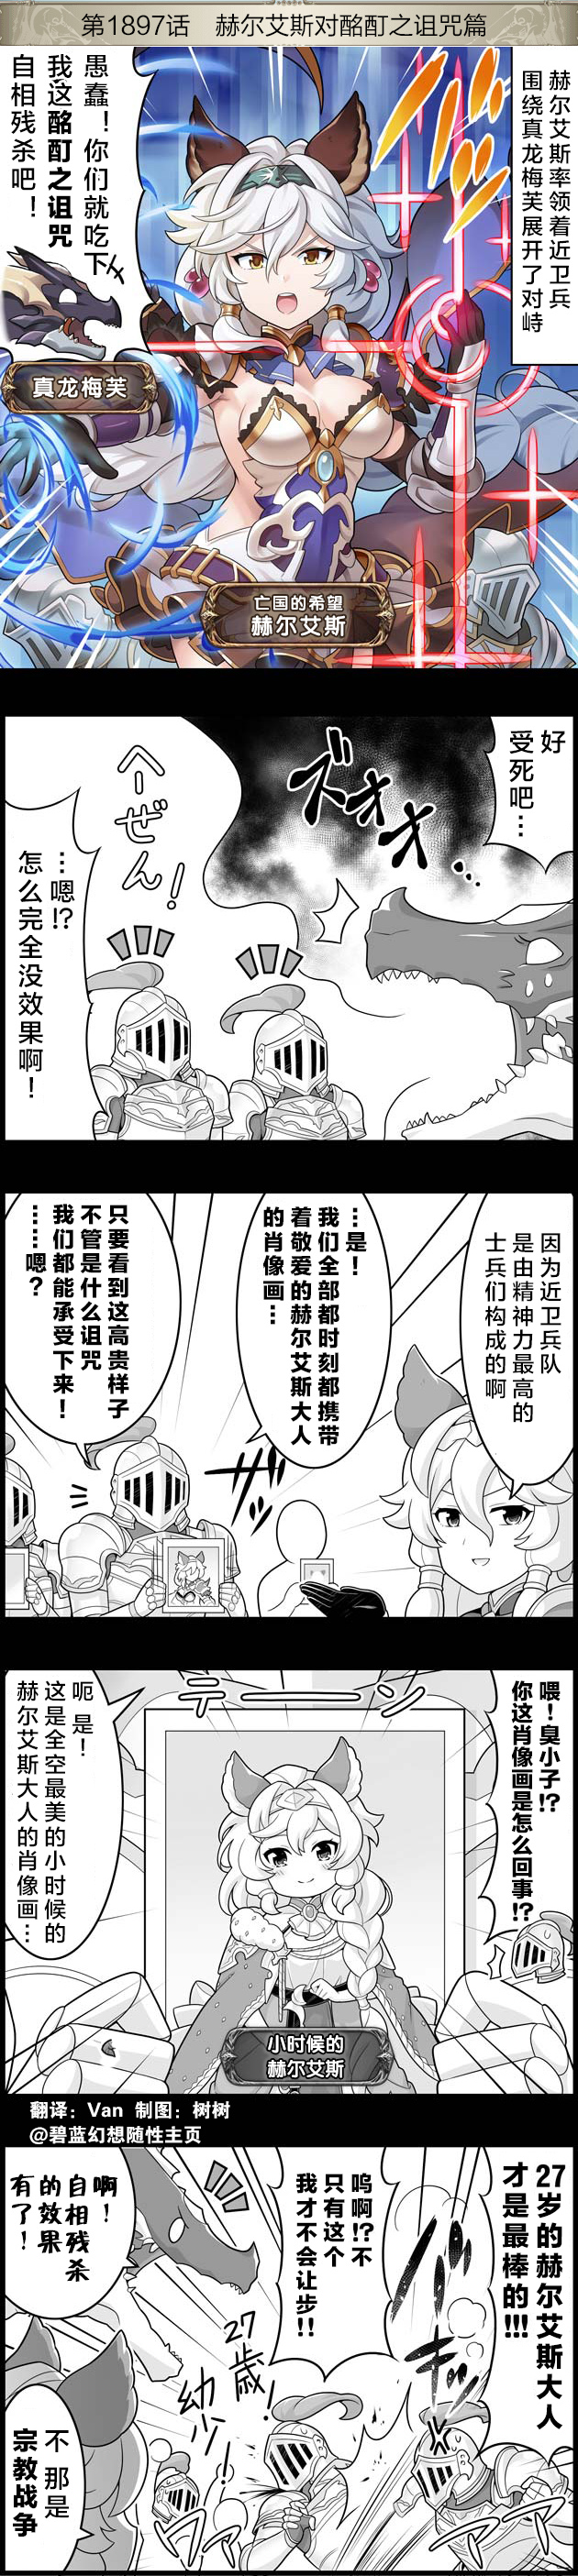 第1897话 赫尔艾斯对酩酊之诅咒篇
赫尔艾斯率领着近卫兵
围绕真龙梅芙展开了对峙
愚蠢！你们就吃下
我这酩酊之诅咒
自相残杀吧！
真龙梅芙
亡国的希望
赫尔艾斯
好
受死吧…
ズオオ…
へーぜん！
…嗯!?
怎么完全没效果啊！
因为近卫兵队
是由精神力最高的
士兵们构成的啊
…是！
我们全部都时刻都携带
着敬爱的赫尔艾斯大人
的肖像画…
只要看到这高贵样子
不管是什么诅咒
我们都能承受下来！
……嗯？
喂！臭小子!?
你这肖像画是怎么回事!?
テーーン
呃 是！
这是全空最美的小时候的
赫尔艾斯大人的肖像画…
小时候的
赫尔艾斯
翻译：Van 制图：树树
@碧蓝幻想随性主页
27岁的赫尔艾斯大人
才是最棒的!!!
呜啊!?不
只有这个
我才不会让步!!
啊！
自相残杀
的效果
有了！
27歳！
幼少！
ギャ
ワアア
アアア
不 那是
宗教战争